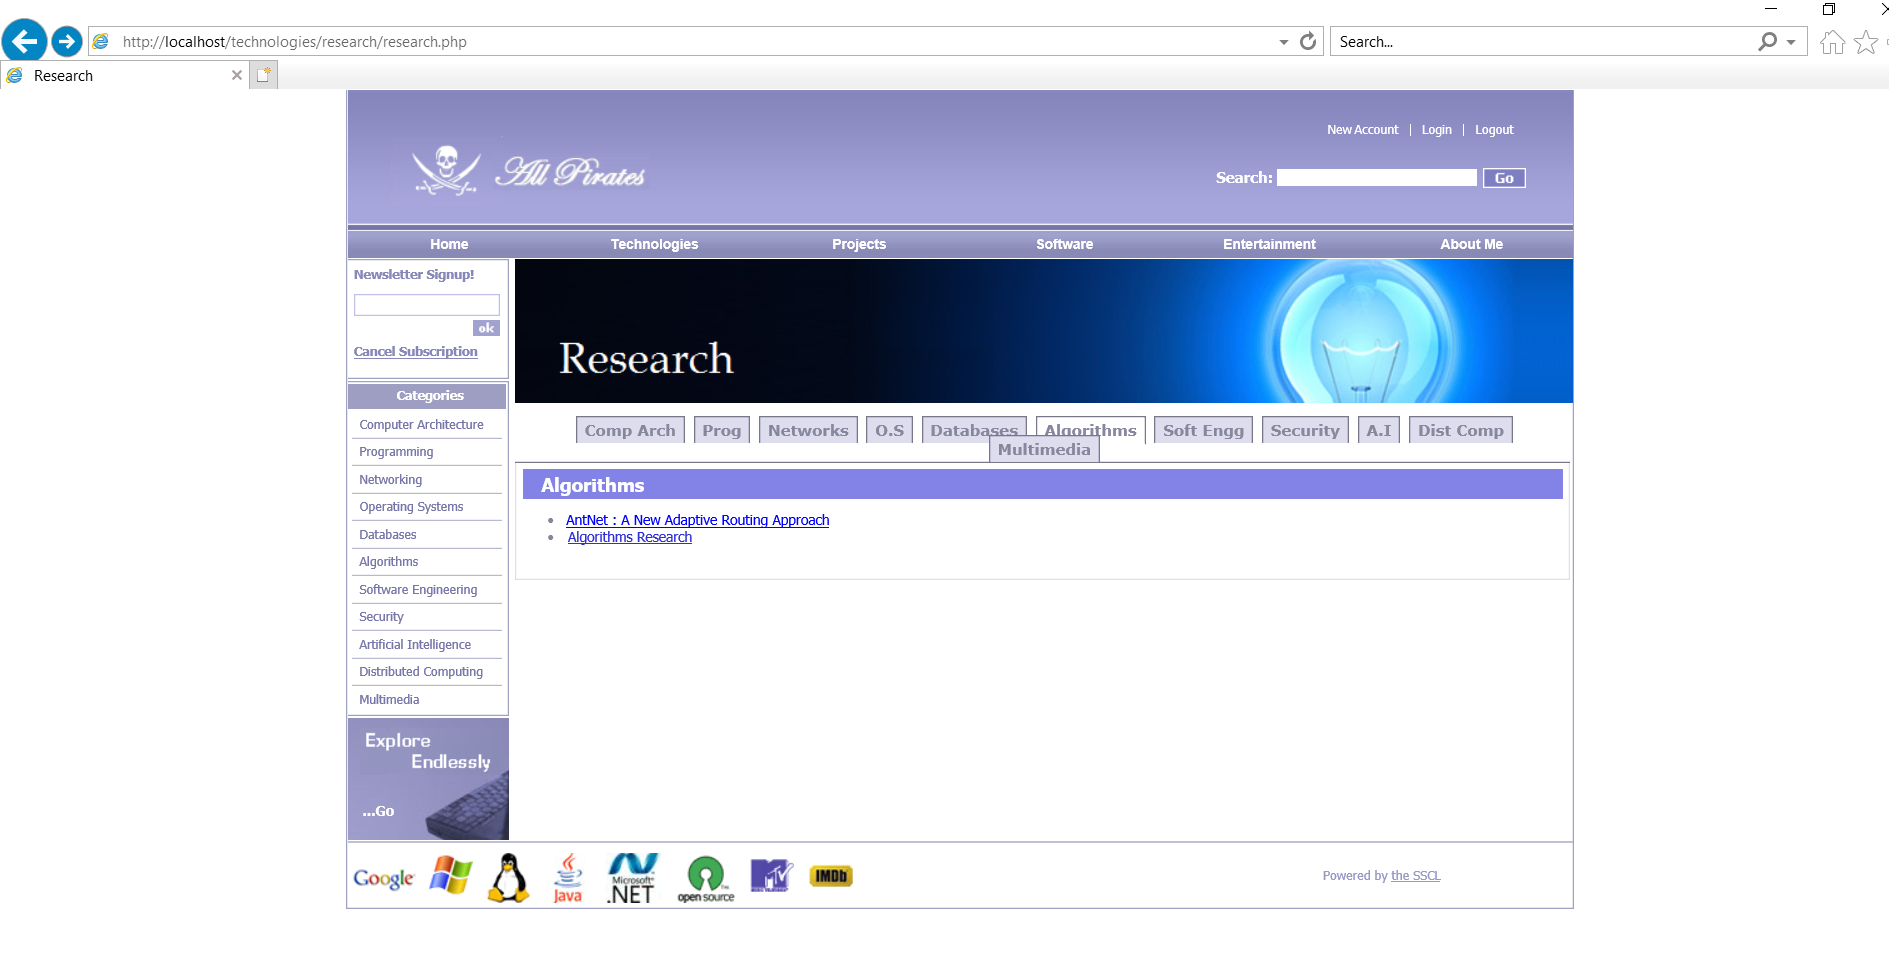 http://localhost/technologies/research/research.php
Search...
Research
New Account | Login | Logout
All Pirates
Search: Go
Home Technologies Projects Software Entertainment About Me
Newsletter Signup!
ok
Cancel Subscription
Research
Categories
Computer Architecture
Programming
Networking
Operating Systems
Databases
Algorithms
Software Engineering
Security
Artificial Intelligence
Distributed Computing
Multimedia
Comp Arch Prog Networks O.S Databases Algorithms Soft Engg Security A.I Dist Comp
Multimedia
Algorithms
AntNet : A New Adaptive Routing Approach
Algorithms Research
Explore
Endlessly
...Go
Google
Java
Microsoft
.NET
open source
MTV
IMDb
Powered by the SSCL